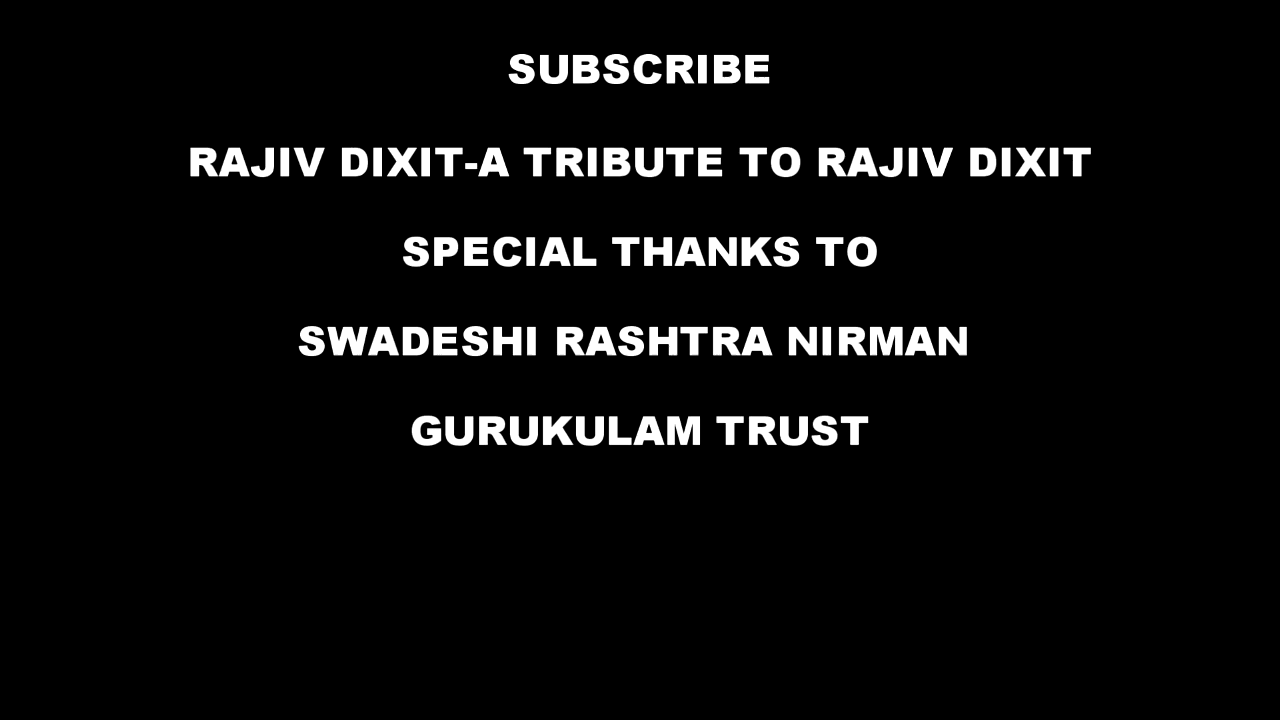 SUBSCRIBE
RAJIV DIXIT-A TRIBUTE TO RAJIV DIXIT
SPECIAL THANKS TO
SWADESHI RASHTRA NIRMAN
GURUKULAM TRUST